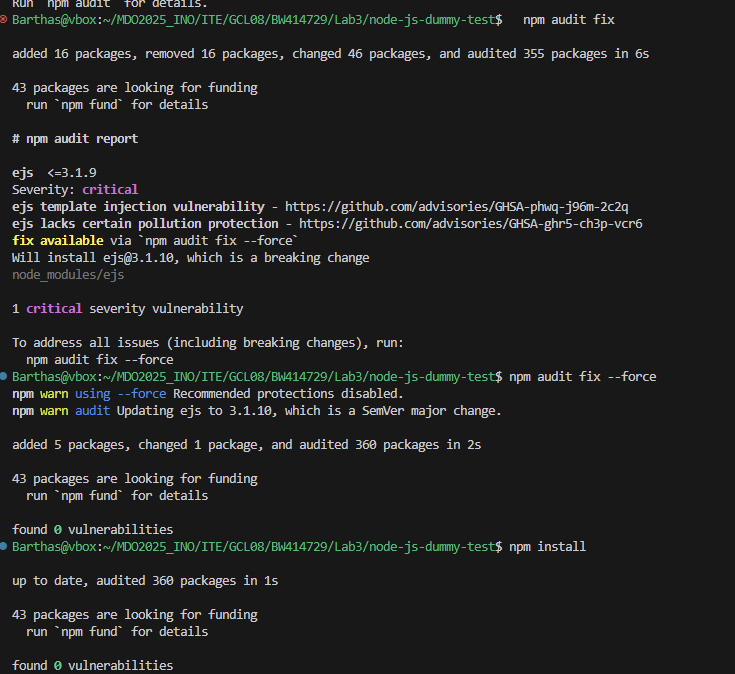 Run `npm audit` for details.
Barthas@vbox:~/MDO2025_INO/ITE/GCL08/BW414729/Lab3/node-js-dummy-test$   npm audit fix
added 16 packages, removed 16 packages, changed 46 packages, and audited 355 packages in 6s
43 packages are looking for funding
  run `npm fund` for details
# npm audit report
ejs  <=3.1.9
Severity: critical
ejs template injection vulnerability - https://github.com/advisories/GHSA-phwq-j96m-2c2q
ejs lacks certain pollution protection - https://github.com/advisories/GHSA-ghr5-ch3p-vcr6
fix available via `npm audit fix --force`
Will install ejs@3.1.10, which is a breaking change
node_modules/ejs
1 critical severity vulnerability
To address all issues (including breaking changes), run:
  npm audit fix --force
Barthas@vbox:~/MDO2025_INO/ITE/GCL08/BW414729/Lab3/node-js-dummy-test$ npm audit fix --force
npm warn using --force Recommended protections disabled.
npm warn audit Updating ejs to 3.1.10, which is a SemVer major change.
added 5 packages, changed 1 package, and audited 360 packages in 2s
43 packages are looking for funding
  run `npm fund` for details
found 0 vulnerabilities
Barthas@vbox:~/MDO2025_INO/ITE/GCL08/BW414729/Lab3/node-js-dummy-test$ npm install
up to date, audited 360 packages in 1s
43 packages are looking for funding
  run `npm fund` for details
found 0 vulnerabilities